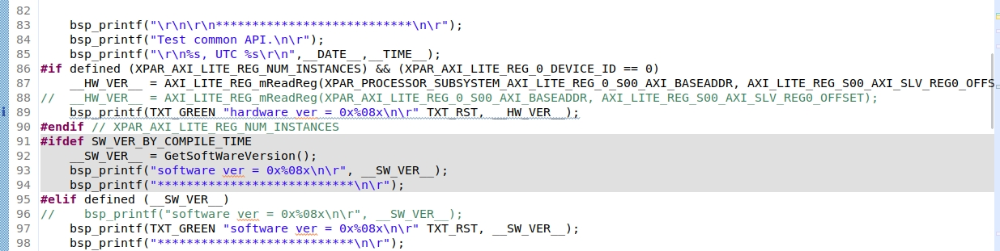 82
83     bsp_printf("\r\n\r\n***************************\n\r");
84     bsp_printf("Test common API.\n\r");
85     bsp_printf("\r\n%s, UTC %s\r\n",__DATE__,__TIME__);
86 #if defined (XPAR_AXI_LITE_REG_NUM_INSTANCES) && (XPAR_AXI_LITE_REG_0_DEVICE_ID == 0)
87     __HW_VER__ = AXI_LITE_REG_mReadReg(XPAR_PROCESSOR_SUBSYSTEM_AXI_LITE_REG_0_S00_AXI_BASEADDR, AXI_LITE_REG_S00_AXI_SLV_REG0_OFFS
88 //  __HW_VER__ = AXI_LITE_REG_mReadReg(XPAR_AXI_LITE_REG_0_S00_AXI_BASEADDR, AXI_LITE_REG_S00_AXI_SLV_REG0_OFFSET);
89     bsp_printf(TXT_GREEN "hardware ver = 0x%08x\n\r" TXT_RST, __HW_VER__);
90 #endif // XPAR_AXI_LITE_REG_NUM_INSTANCES
91 #ifdef SW_VER_BY_COMPILE_TIME
92     __SW_VER__ = GetSoftWareVersion();
93     bsp_printf("software ver = 0x%08x\n\r", __SW_VER__);
94     bsp_printf("***************************\n\r");
95 #elif defined (__SW_VER__)
96 //    bsp_printf("software ver = 0x%08x\n\r", __SW_VER__);
97     bsp_printf(TXT_GREEN "software ver = 0x%08x\n\r" TXT_RST, __SW_VER__);
98     bsp_printf("***************************\n\r");